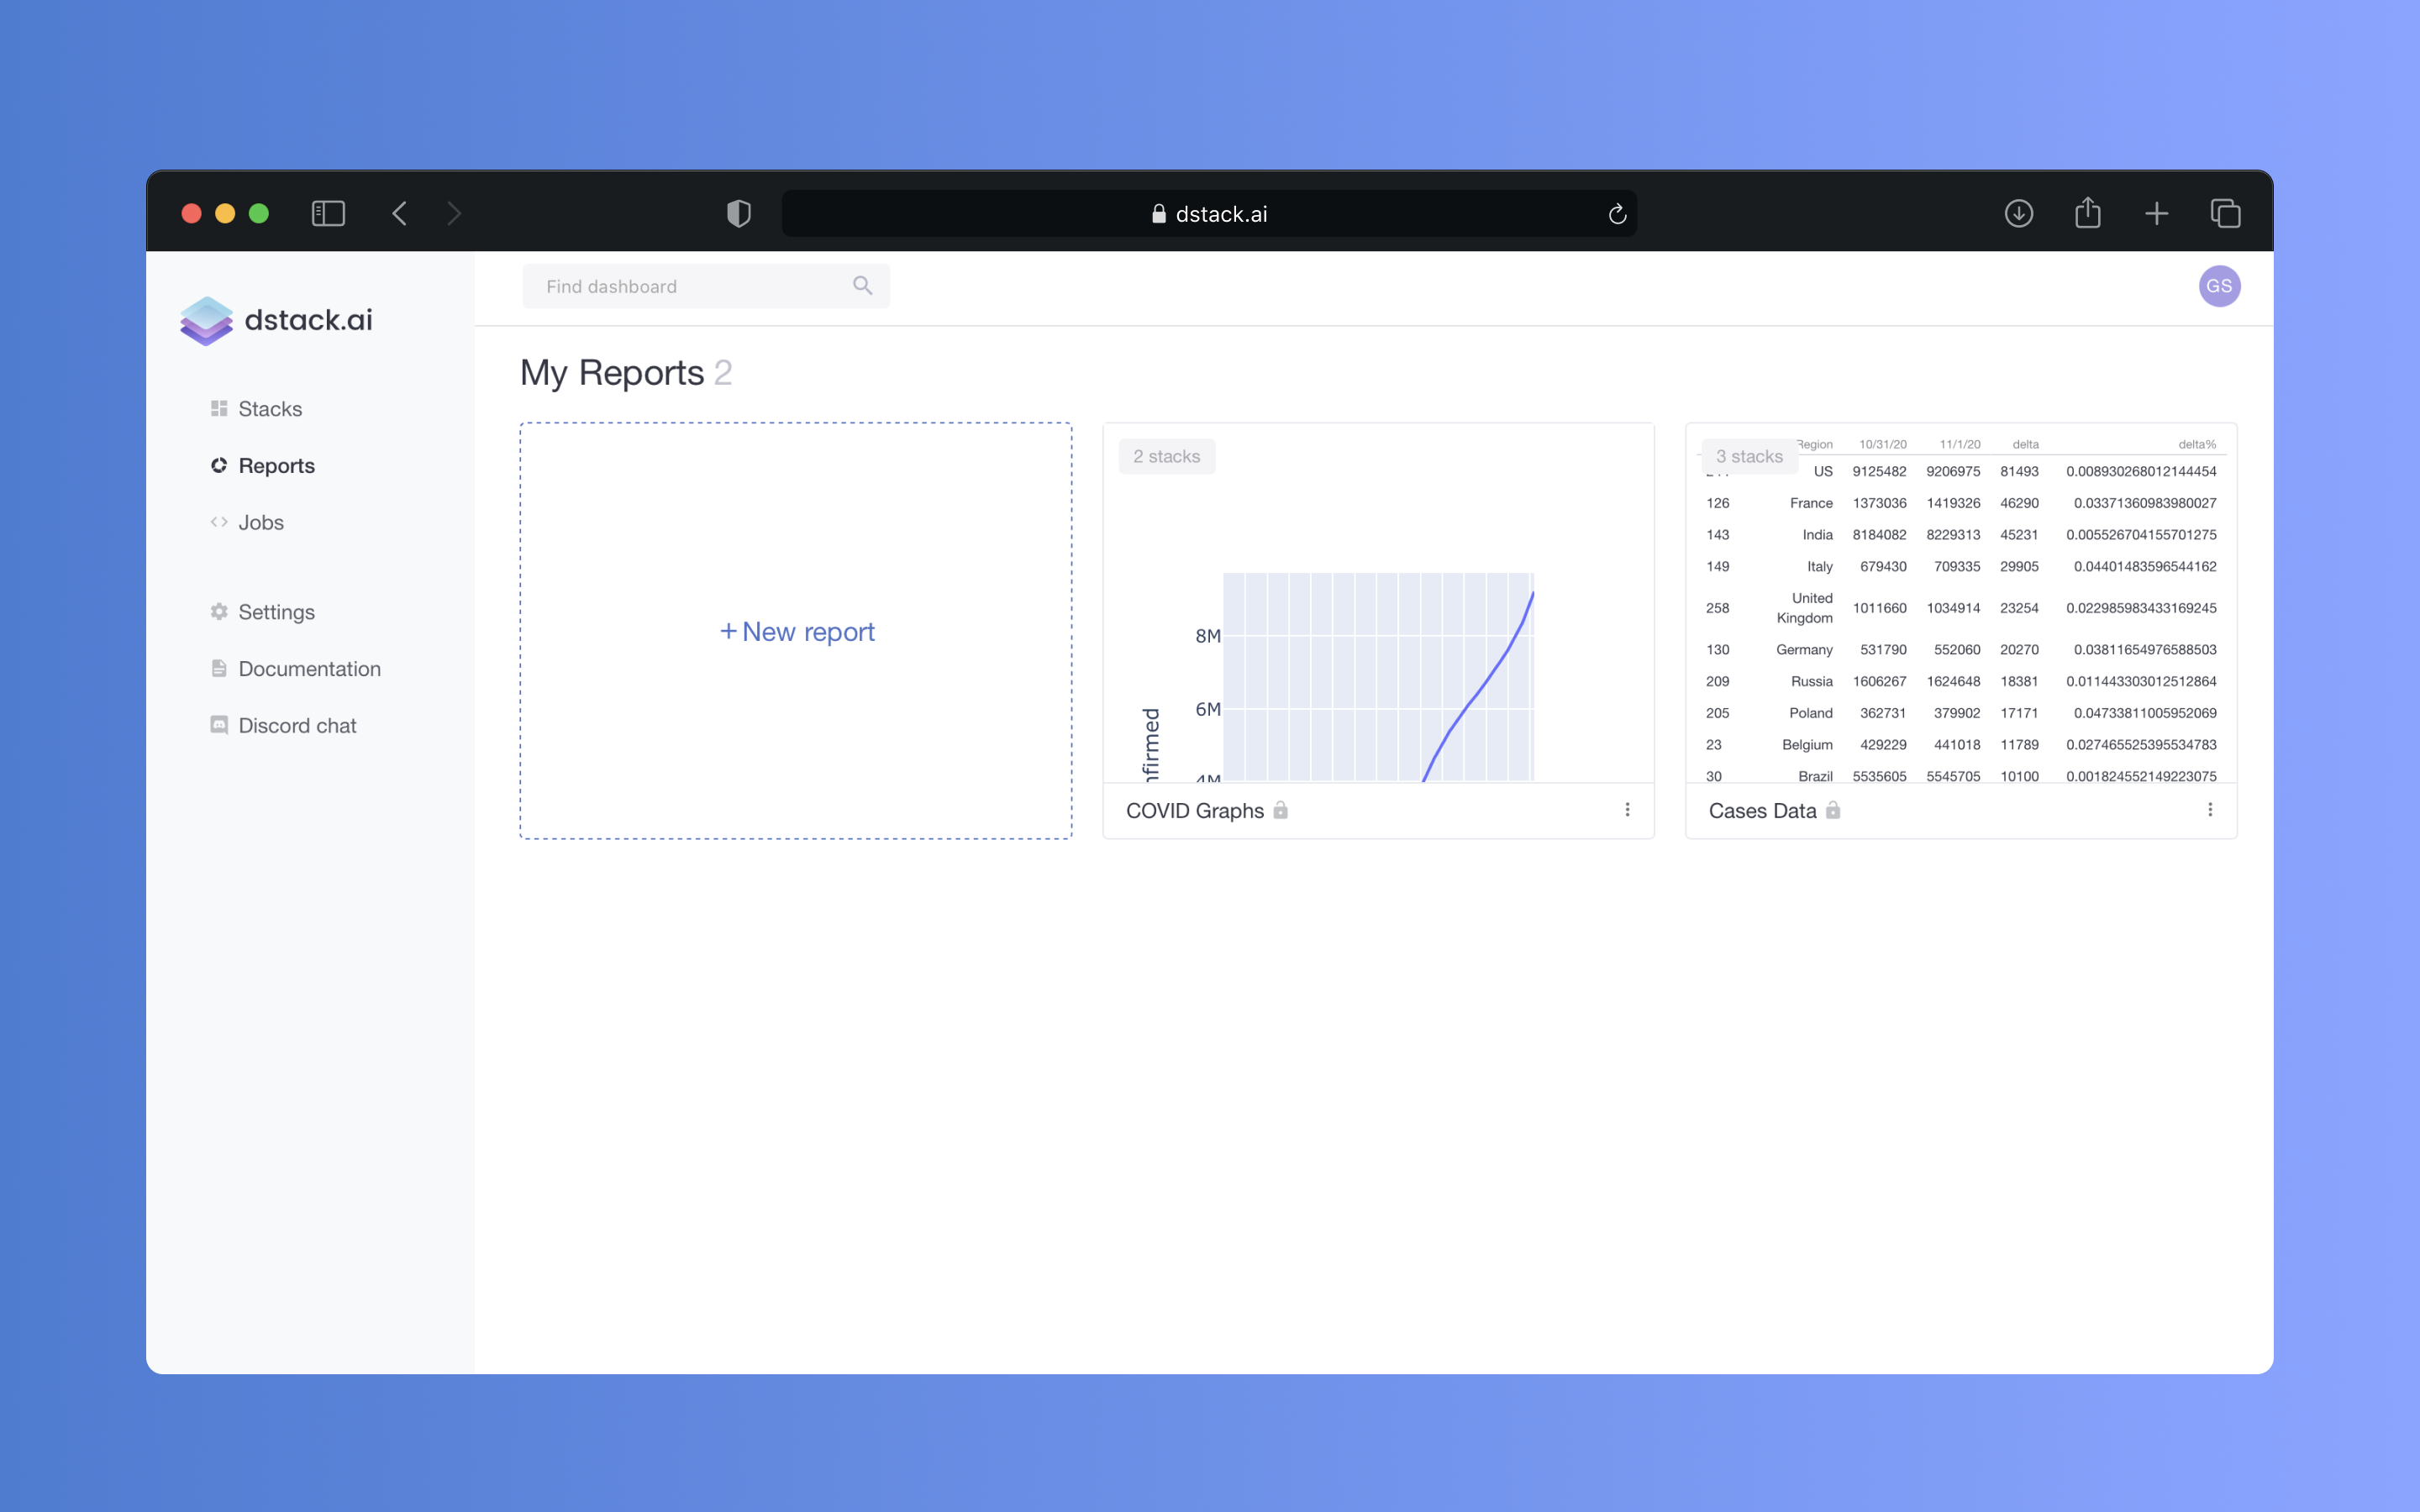 dstack.ai
dstack.ai
Stacks
Reports
Jobs
Settings
Documentation
Discord chat
Find dashboard
GS
My Reports 2
+ New report
2 stacks
8M
6M
4M
COVID Graphs
3 stacks
Region 10/31/20 11/1/20 delta delta%
US 9125482 9206975 81493 0.008930268012144454
126 France 1373036 1419326 46290 0.03371360983980027
143 India 8184082 8229313 45231 0.005526704155701275
149 Italy 679430 709335 29905 0.04401483596544162
258 United Kingdom 1011660 1034914 23254 0.022985983433169245
130 Germany 531790 552060 20270 0.03811654976588503
209 Russia 1606267 1624648 18381 0.011443303012512864
205 Poland 362731 379902 17171 0.04733811005952069
23 Belgium 429229 441018 11789 0.027465525395534783
30 Brazil 5535605 5545705 10100 0.001824552149223075
Cases Data